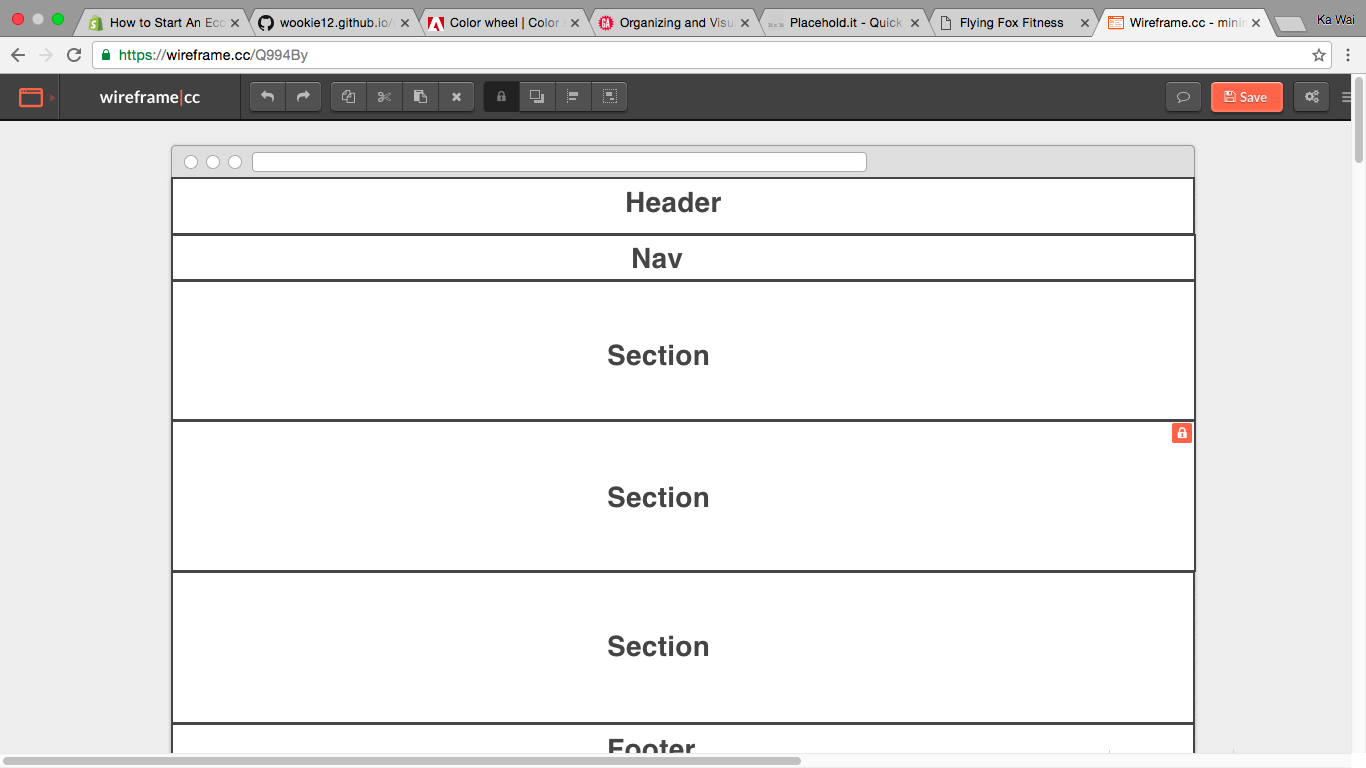 How to Start An Eco
wookie12.github.io/
Color wheel | Color
Organizing and Visu
Placehold.it - Quick
Flying Fox Fitness
Wireframe.cc - mini
Ka Wai
https://wireframe.cc/Q994By
wireframe|cc
Save
Header
Nav
Section
Section
Section
Footer